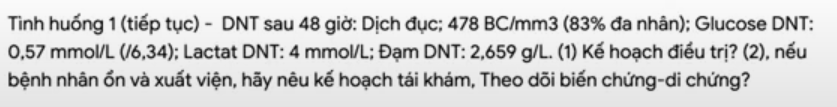 Tình huống 1 (tiếp tục) - DNT sau 48 giờ: Dịch đục; 478 BC/mm3 (83% đa nhân); Glucose DNT:
0,57 mmol/L (/6,34); Lactat DNT: 4 mmol/L; Đạm DNT: 2,659 g/L. (1) Kế hoạch điều trị? (2), nếu
bệnh nhân ổn và xuất viện, hãy nêu kế hoạch tái khám, Theo dõi biến chứng-di chứng?